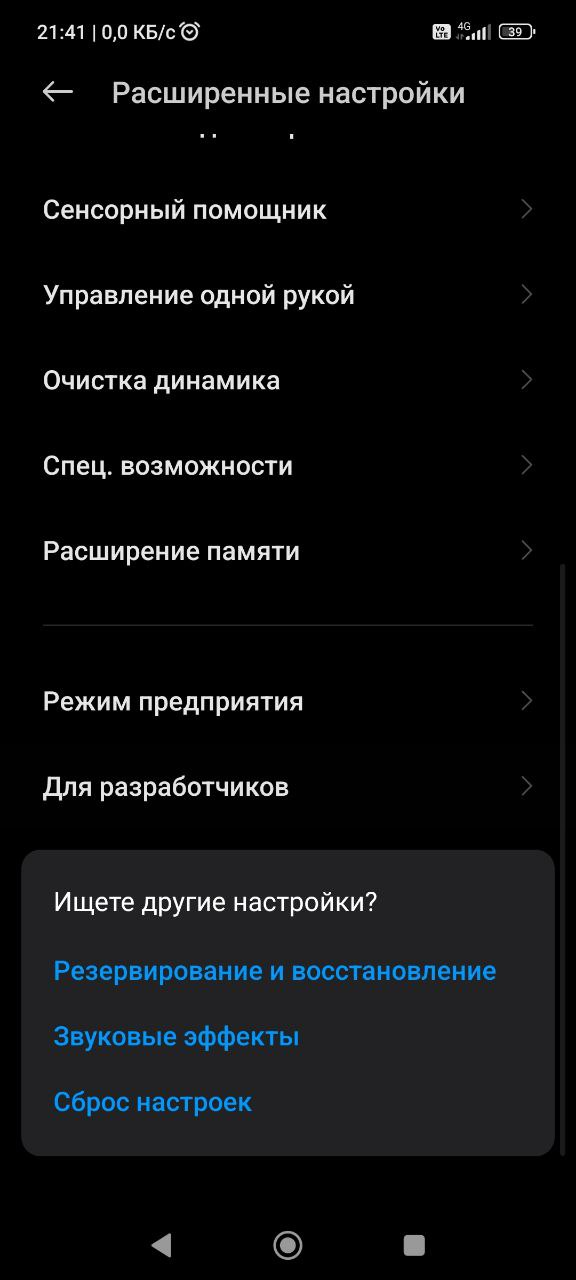 21:41 | 0,0 КБ/с
Vo LTE 4G 39
Расширенные настройки
Сенсорный помощник
Управление одной рукой
Очистка динамика
Спец. возможности
Расширение памяти
Режим предприятия
Для разработчиков
Ищете другие настройки?
Резервирование и восстановление
Звуковые эффекты
Сброс настроек